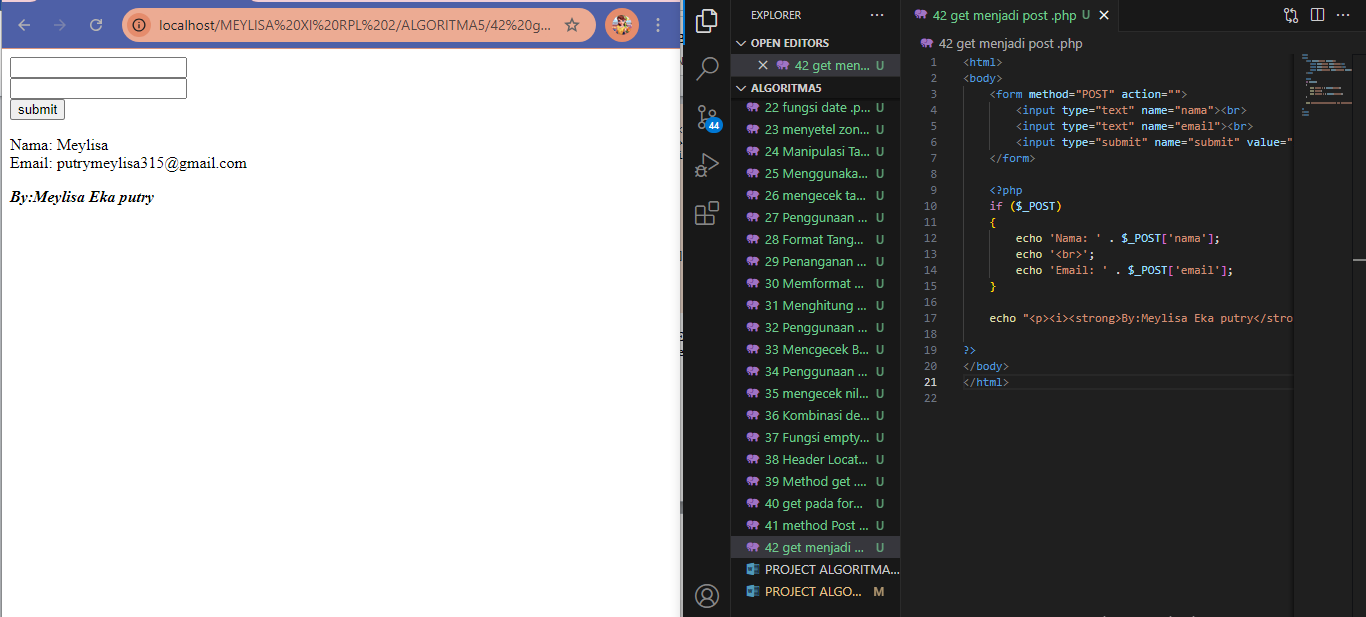 localhost/MEYLISA%20XI%20RPL%202/ALGORITMA5/42%20g...
submit
Nama: Meylisa
Email: putrymeylisa315@gmail.com
By:Meylisa Eka putry
44
EXPLORER
OPEN EDITORS
42 get men... U
ALGORITMA5
22 fungsi date .p... U
23 menyetel zon... U
24 Manipulasi Ta... U
25 Menggunaka... U
26 mengecek ta... U
27 Penggunaan ... U
28 Format Tang... U
29 Penanganan ... U
30 Memformat ... U
31 Menghitung ... U
32 Penggunaan ... U
33 Mencgecek B... U
34 Penggunaan ... U
35 mengecek nil... U
36 Kombinasi de... U
37 Fungsi empty... U
38 Header Locat... U
39 Method get .... U
40 get pada for... U
41 method Post ... U
42 get menjadi ... U
PROJECT ALGORITMA...
PROJECT ALGO... M
42 get menjadi post .php U
42 get menjadi post .php
1 <html>
2 <body>
3 <form method="POST" action="">
4 <input type="text" name="nama"><br>
5 <input type="text" name="email"><br>
6 <input type="submit" name="submit" value="
7 </form>
8
9 <?php
10 if ($_POST)
11 {
12 echo 'Nama: ' . $_POST['nama'];
13 echo '<br>';
14 echo 'Email: ' . $_POST['email'];
15 }
16
17 echo "<p><i><strong>By:Meylisa Eka putry</stro
18
19 ?>
20 </body>
21 </html>
22